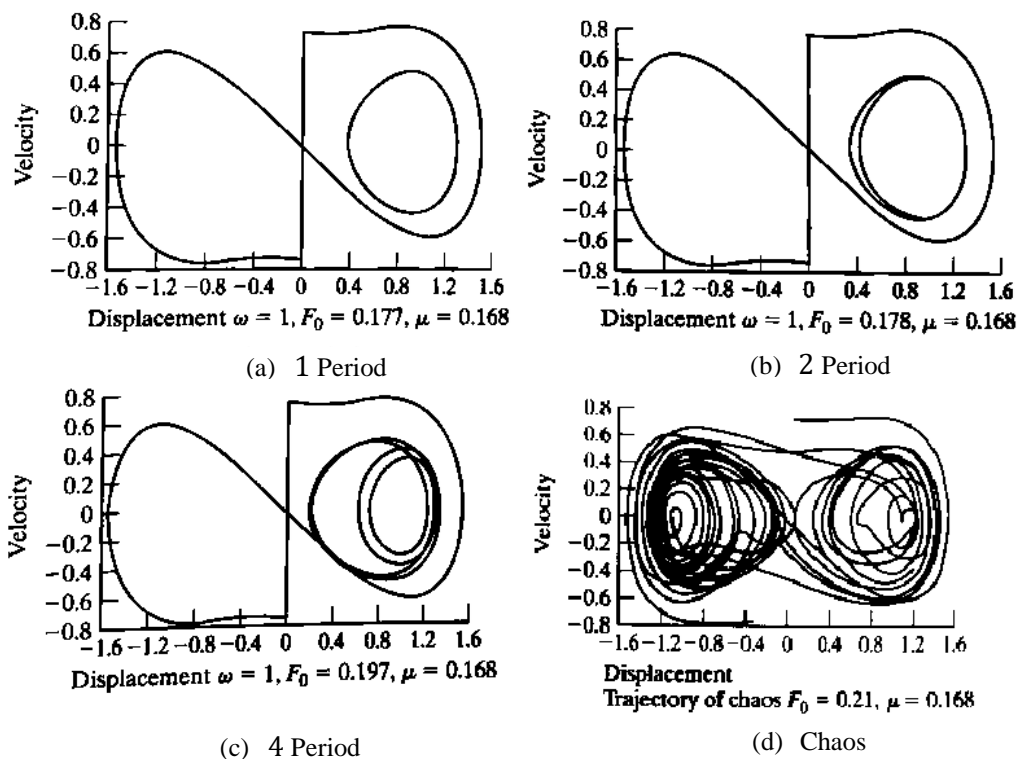 0.8
0.6
0.4
0.2
0
−0.2
−0.4
−0.6
−0.8
Velocity
−1.6 −1.2 −0.8 −0.4 0 0.4 0.8 1.2 1.6
Displacement ω = 1, F₀ = 0.177, μ = 0.168
(a) 1 Period
0.8
0.6
0.4
0.2
0
−0.2
−0.4
−0.6
−0.8
Velocity
−1.6 −1.2 −0.8 −0.4 0 0.4 0.8 1.2 1.6
Displacement ω = 1, F₀ = 0.178, μ = 0.168
(b) 2 Period
0.8
0.6
0.4
0.2
0
−0.2
−0.4
−0.6
−0.8
Velocity
−1.6 −1.2 −0.8 −0.4 0 0.4 0.8 1.2 1.6
Displacement ω = 1, F₀ = 0.197, μ = 0.168
(c) 4 Period
0.8
0.6
0.4
0.2
0
−0.2
−0.4
−0.6
−0.8
Velocity
−1.6 −1.2 −0.8 −0.4 0 0.4 0.8 1.2 1.6
Displacement
Trajectory of chaos F₀ = 0.21, μ = 0.168
(d) Chaos